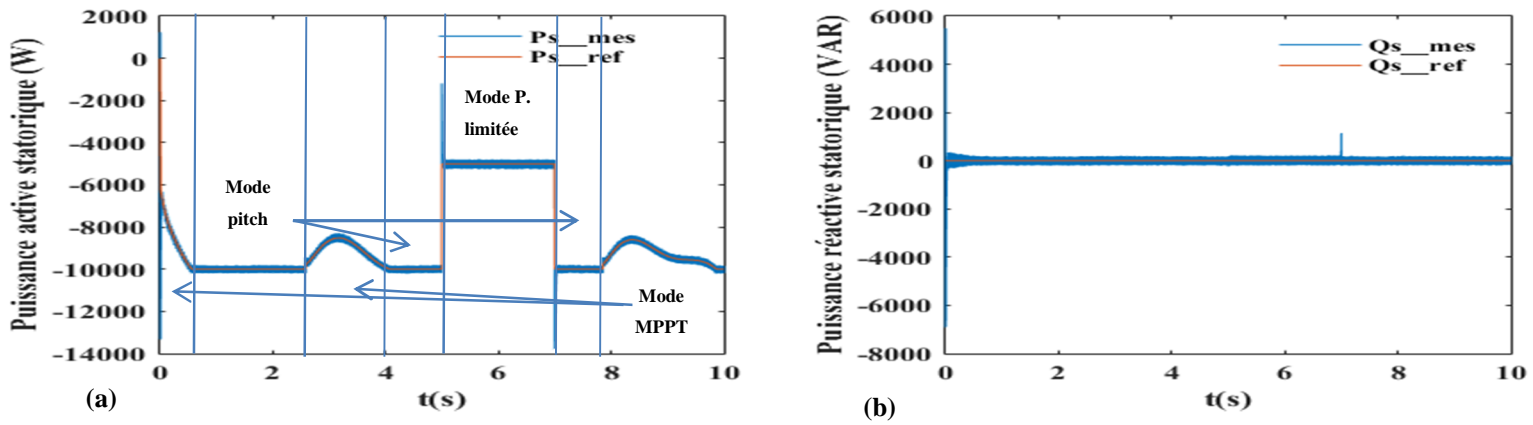 Puissance active statorique (W)
2000
0
-2000
-4000
-6000
-8000
-10000
-12000
-14000
Ps__mes
Ps__ref
Mode P.
limitée
Mode
pitch
Mode
MPPT
0
2
4
6
8
10
t(s)
(a)
Puissance réactive statorique (VAR)
6000
4000
2000
0
-2000
-4000
-6000
-8000
Qs__mes
Qs__ref
0
2
4
6
8
10
t(s)
(b)